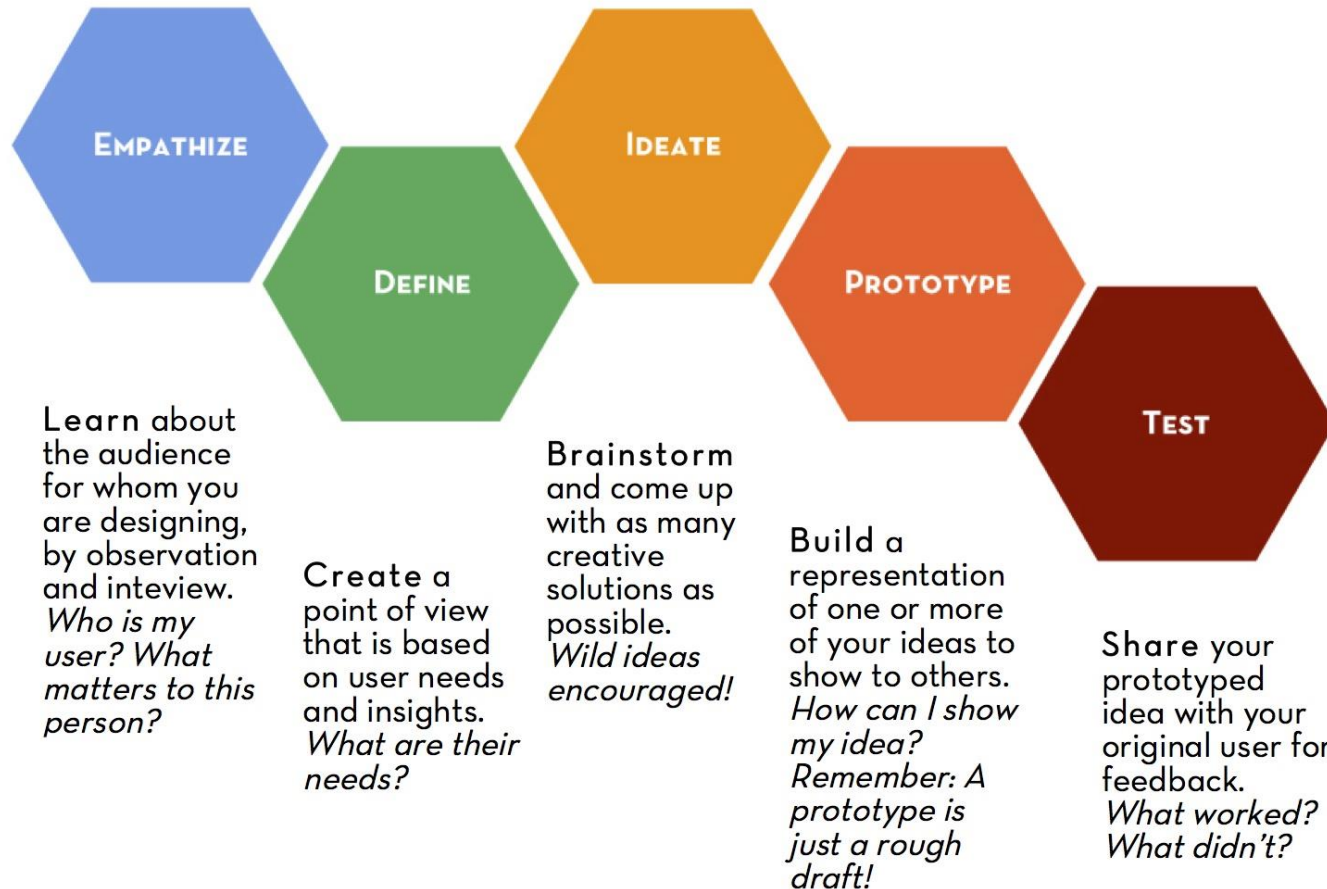 EMPATHIZE
DEFINE
IDEATE
PROTOTYPE
TEST
Learn about
the audience
for whom you
are designing,
by observation
and inteview.
Who is my
user? What
matters to this
person?
Create a
point of view
that is based
on user needs
and insights.
What are their
needs?
Brainstorm
and come up
with as many
creative
solutions as
possible.
Wild ideas
encouraged!
Build a
representation
of one or more
of your ideas to
show to others.
How can I show
my idea?
Remember: A
prototype is
just a rough
draft!
Share your
prototyped
idea with your
original user for
feedback.
What worked?
What didn't?